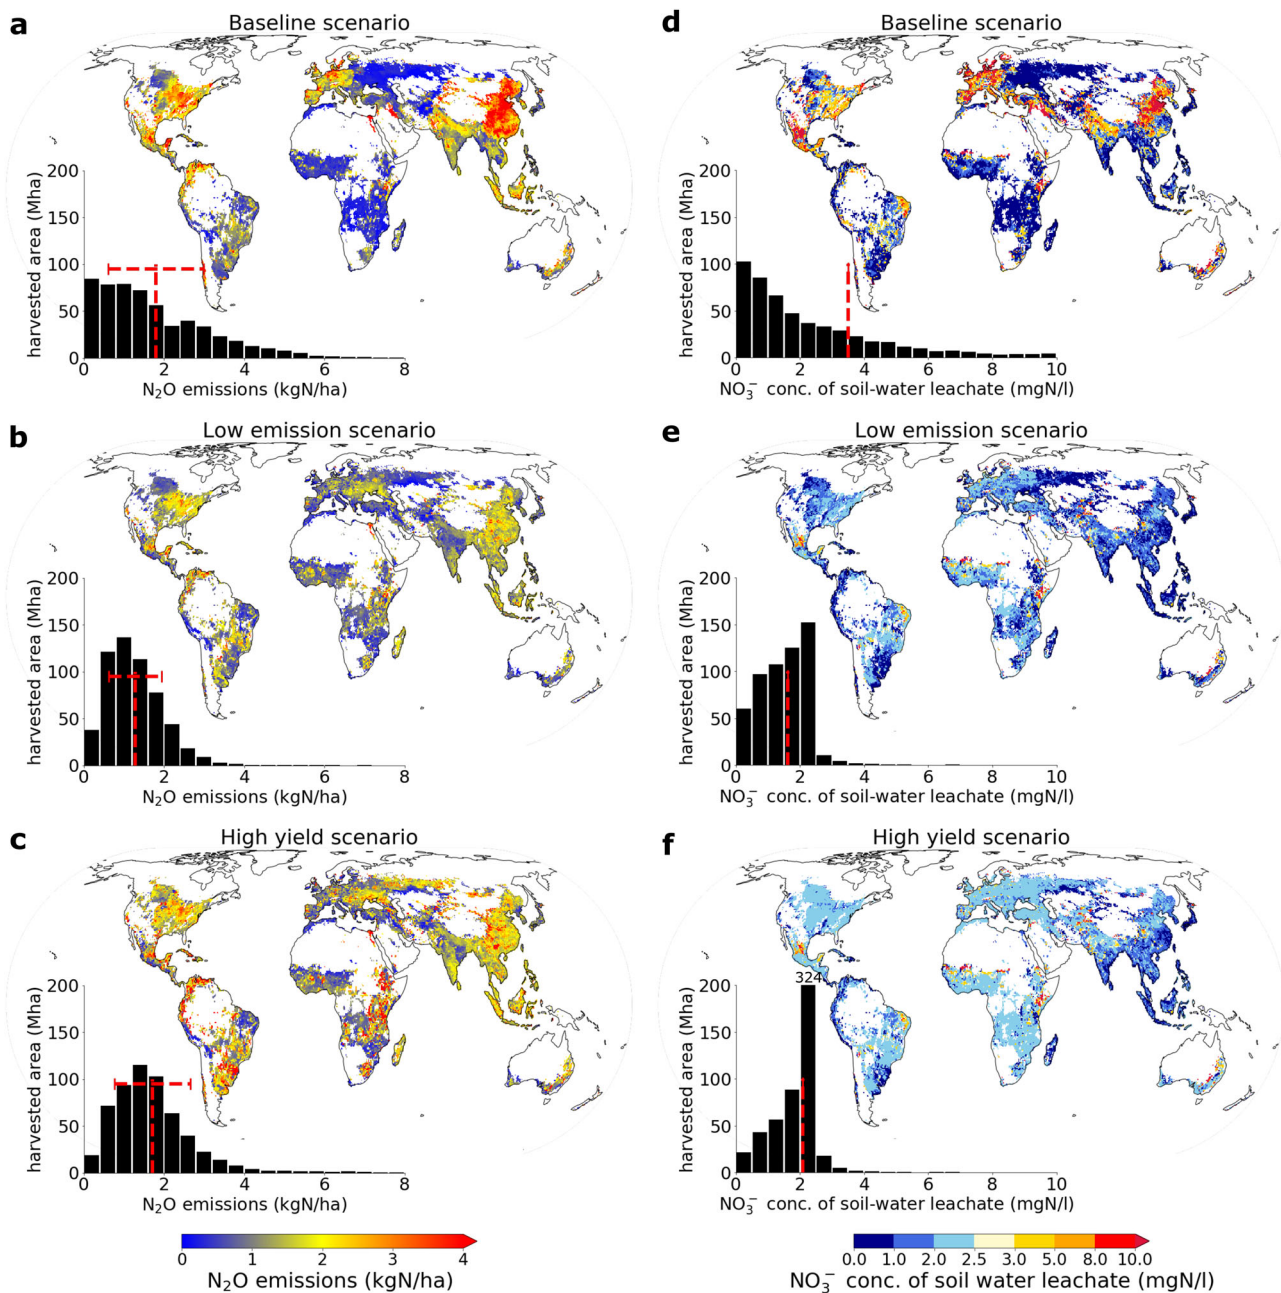 a
Baseline scenario
200
150
100
50
0
harvested area (Mha)
0 2 4 6 8
N₂O emissions (kgN/ha)
d
Baseline scenario
200
150
100
50
0
harvested area (Mha)
0 2 4 6 8 10
NO₃⁻ conc. of soil-water leachate (mgN/l)
b
Low emission scenario
200
150
100
50
0
harvested area (Mha)
0 2 4 6 8
N₂O emissions (kgN/ha)
e
Low emission scenario
200
150
100
50
0
harvested area (Mha)
0 2 4 6 8 10
NO₃⁻ conc. of soil-water leachate (mgN/l)
c
High yield scenario
200
150
100
50
0
harvested area (Mha)
0 2 4 6 8
N₂O emissions (kgN/ha)
f
High yield scenario
324
200
150
100
50
0
harvested area (Mha)
0 2 4 6 8 10
NO₃⁻ conc. of soil-water leachate (mgN/l)
0 1 2 3 4
N₂O emissions (kgN/ha)
0.0 1.0 2.0 2.5 3.0 5.0 8.0 10.0
NO₃⁻ conc. of soil water leachate (mgN/l)